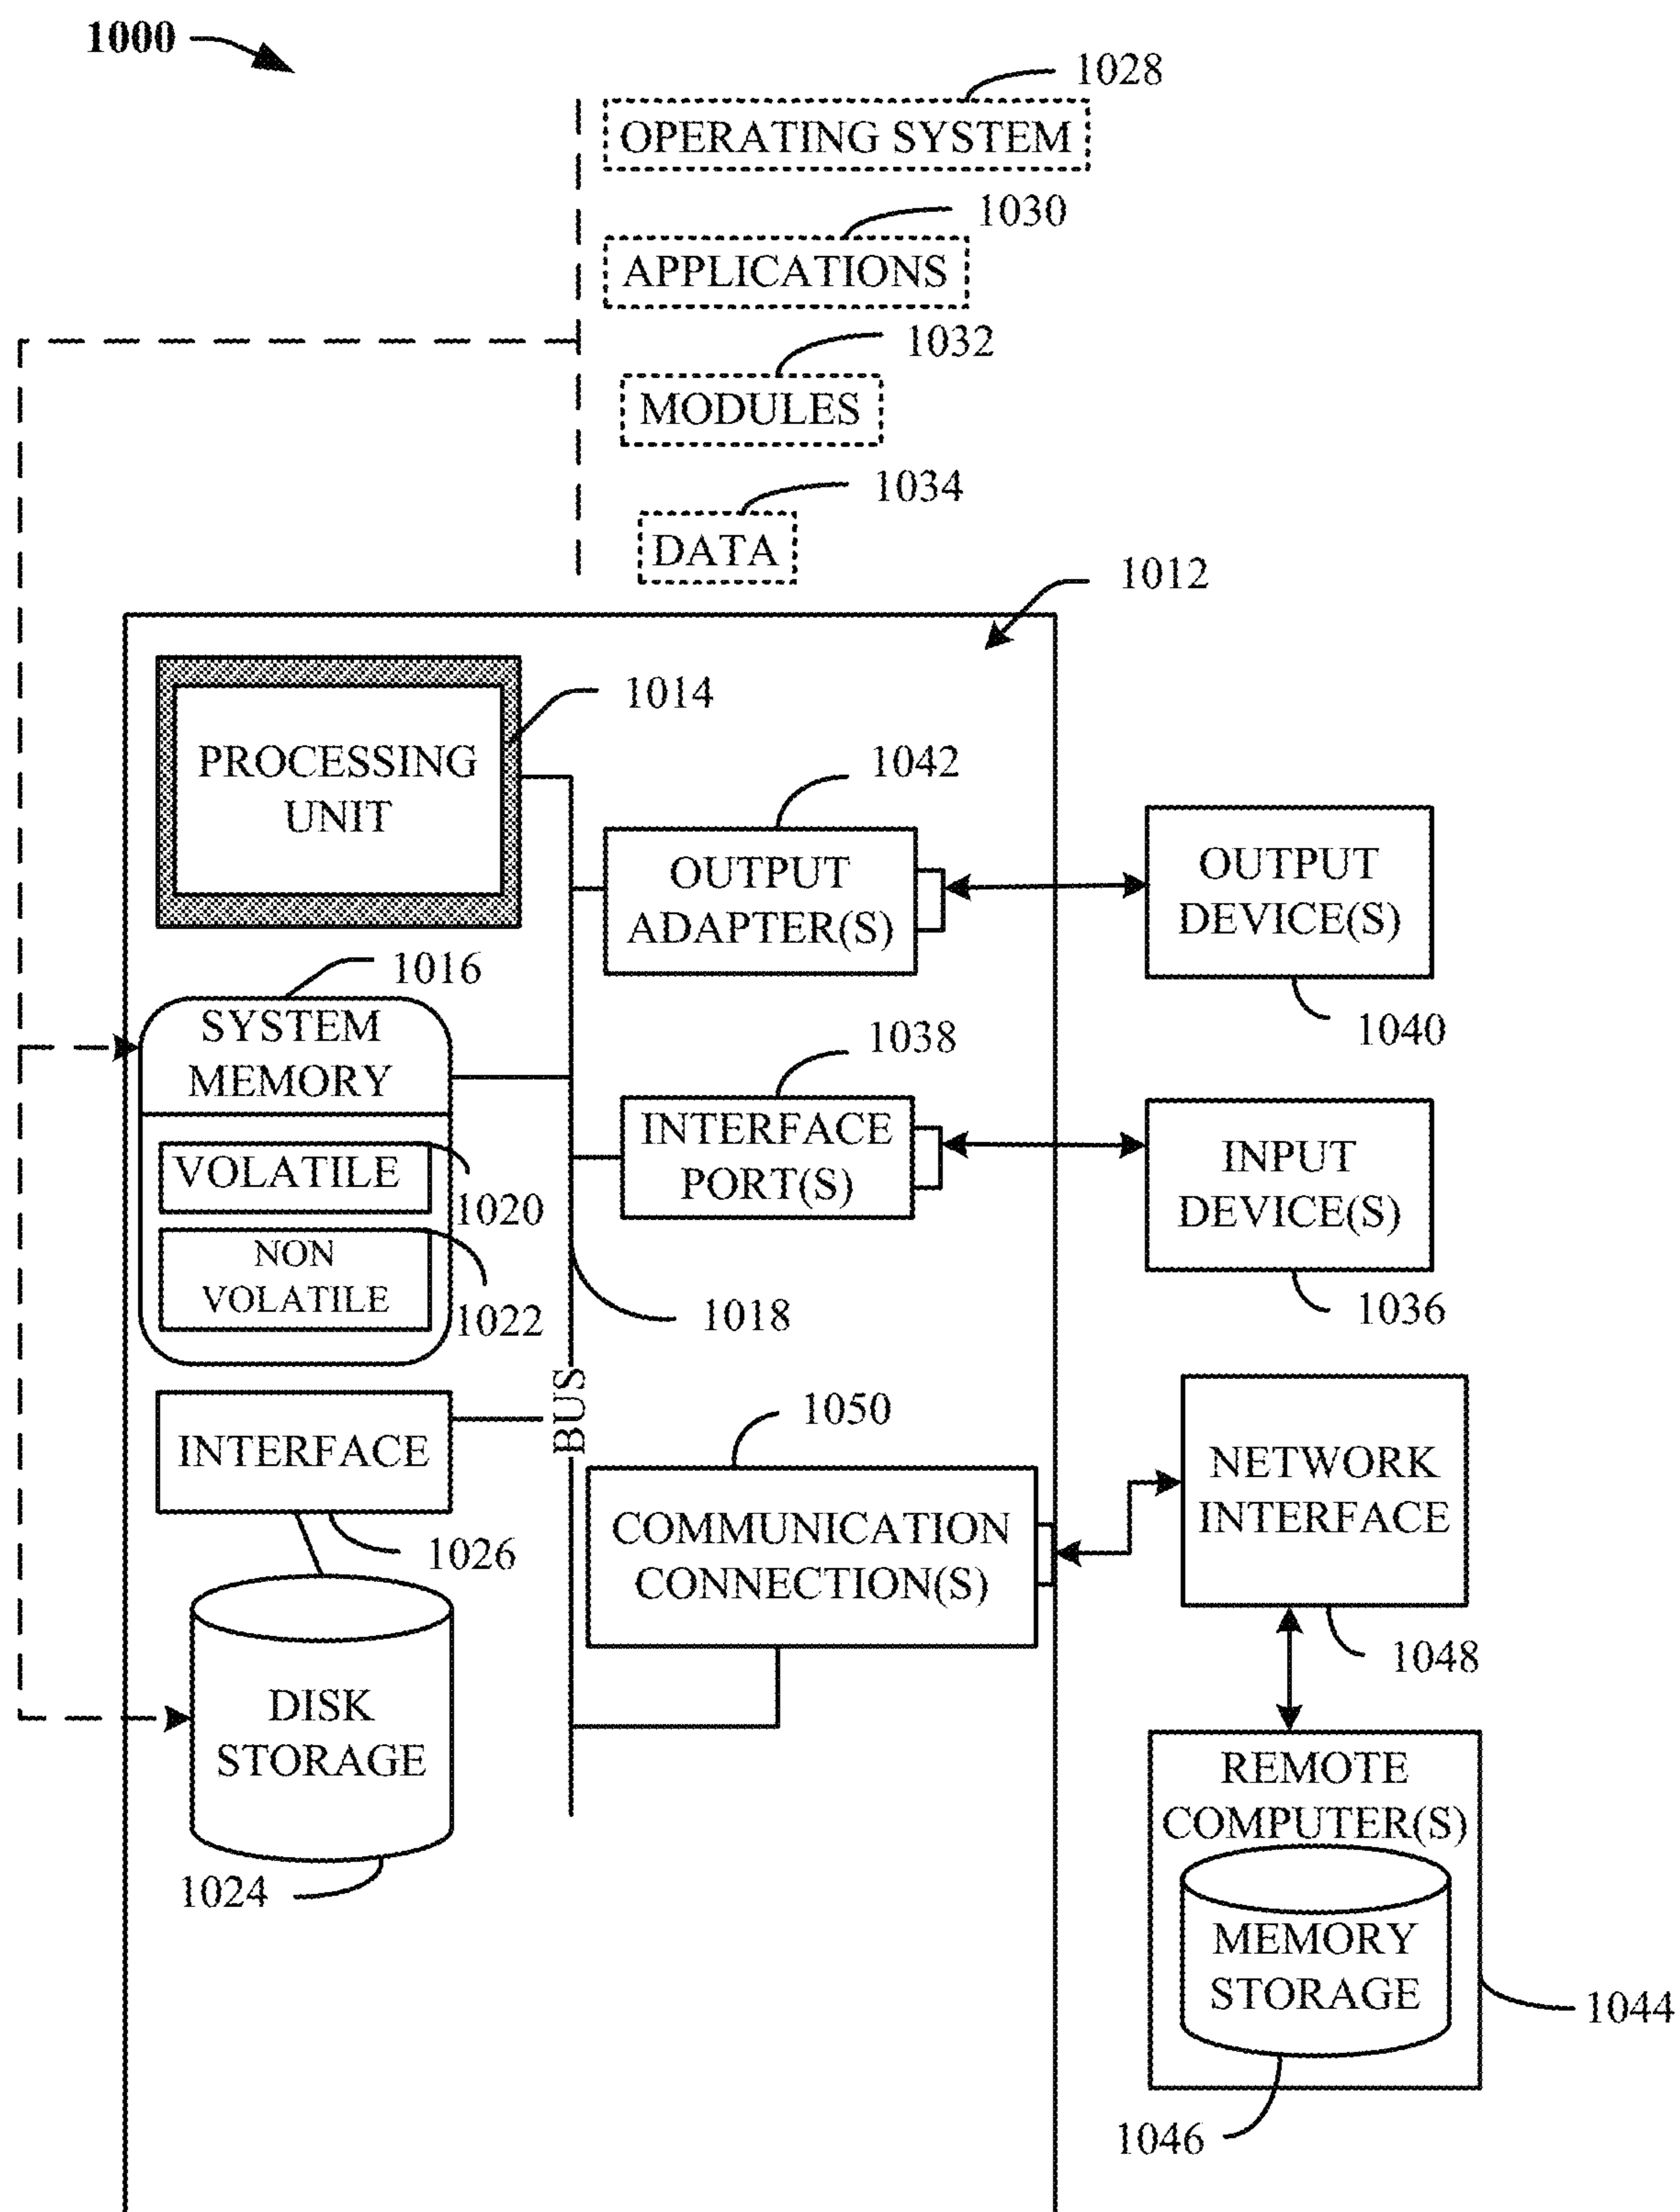 1000
1028
OPERATING SYSTEM
1030
APPLICATIONS
1032
MODULES
1034
DATA
1012
1014
PROCESSING
UNIT
1042
OUTPUT
ADAPTER(S)
OUTPUT
DEVICE(S)
1040
1016
SYSTEM
MEMORY
VOLATILE
1020
NON
VOLATILE
1022
1038
INTERFACE
PORT(S)
INPUT
DEVICE(S)
1036
1018
BUS
INTERFACE
1026
1050
COMMUNICATION
CONNECTION(S)
NETWORK
INTERFACE
1048
DISK
STORAGE
1024
REMOTE
COMPUTER(S)
MEMORY
STORAGE
1044
1046